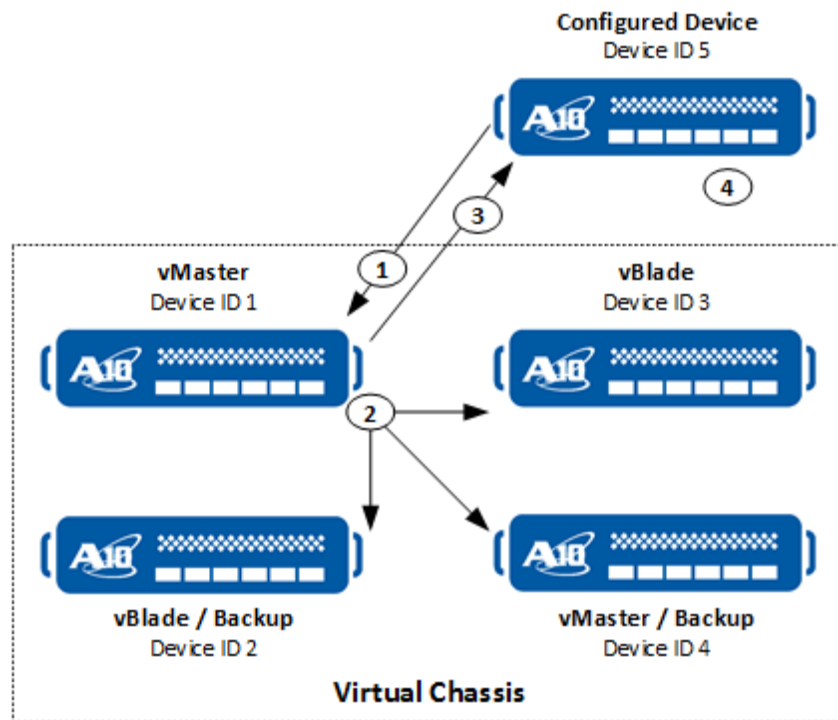 Configured Device
Device ID 5
A10
4
3
1
vMaster
Device ID 1
vBlade
Device ID 3
A10
A10
2
A10
A10
vBlade / Backup
Device ID 2
vMaster / Backup
Device ID 4
Virtual Chassis